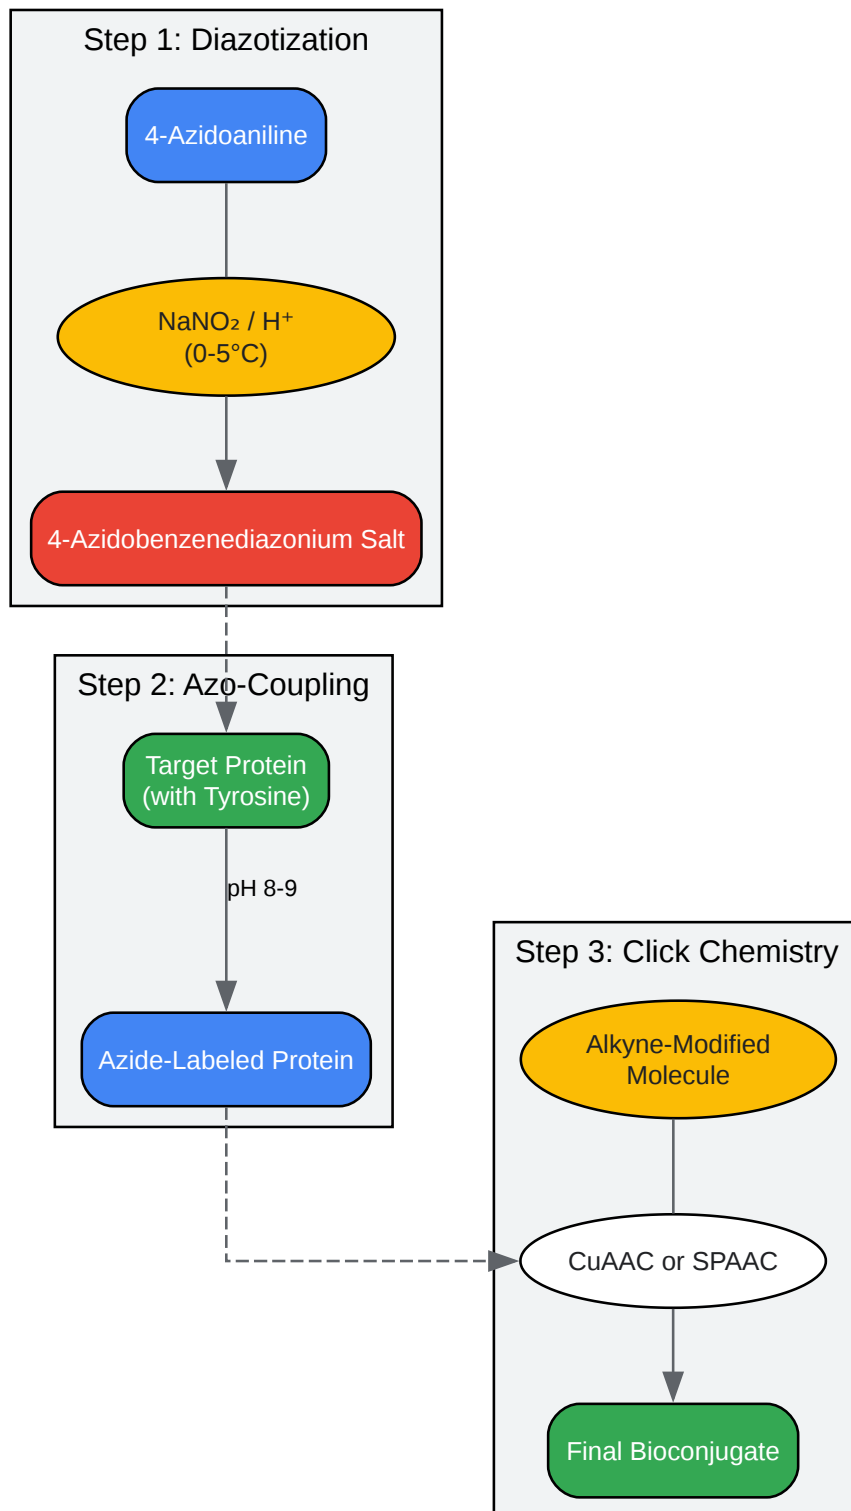 Step 1: Diazotization
4-Azidoaniline
NaNO₂ / H⁺
(0-5°C)
4-Azidobenzenediazonium Salt
Step 2: Azo-Coupling
Target Protein
(with Tyrosine)
pH 8-9
Azide-Labeled Protein
Step 3: Click Chemistry
Alkyne-Modified
Molecule
CuAAC or SPAAC
Final Bioconjugate